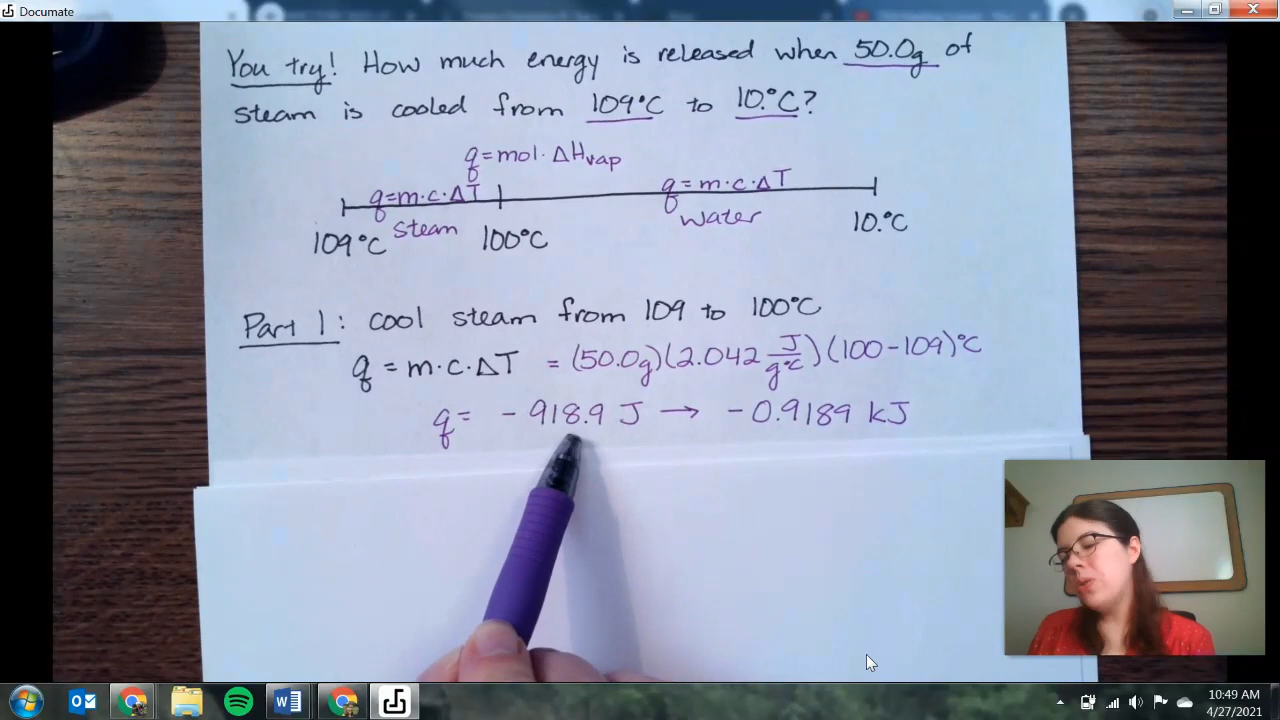 Documate
You try! How much energy is released when 50.0g of
steam is cooled from 109°C to 10.°C?
q=mol·ΔHvap
q=m·c·ΔT q=m·c·ΔT
steam water
109°C 100°C 10.°C
Part 1: cool steam from 109 to 100°C
q = m·c·ΔT = (50.0g)(2.042 J/g°C)(100-109)°C
q= -918.9 J → -0.9189 kJ
10:49 AM
4/27/2021